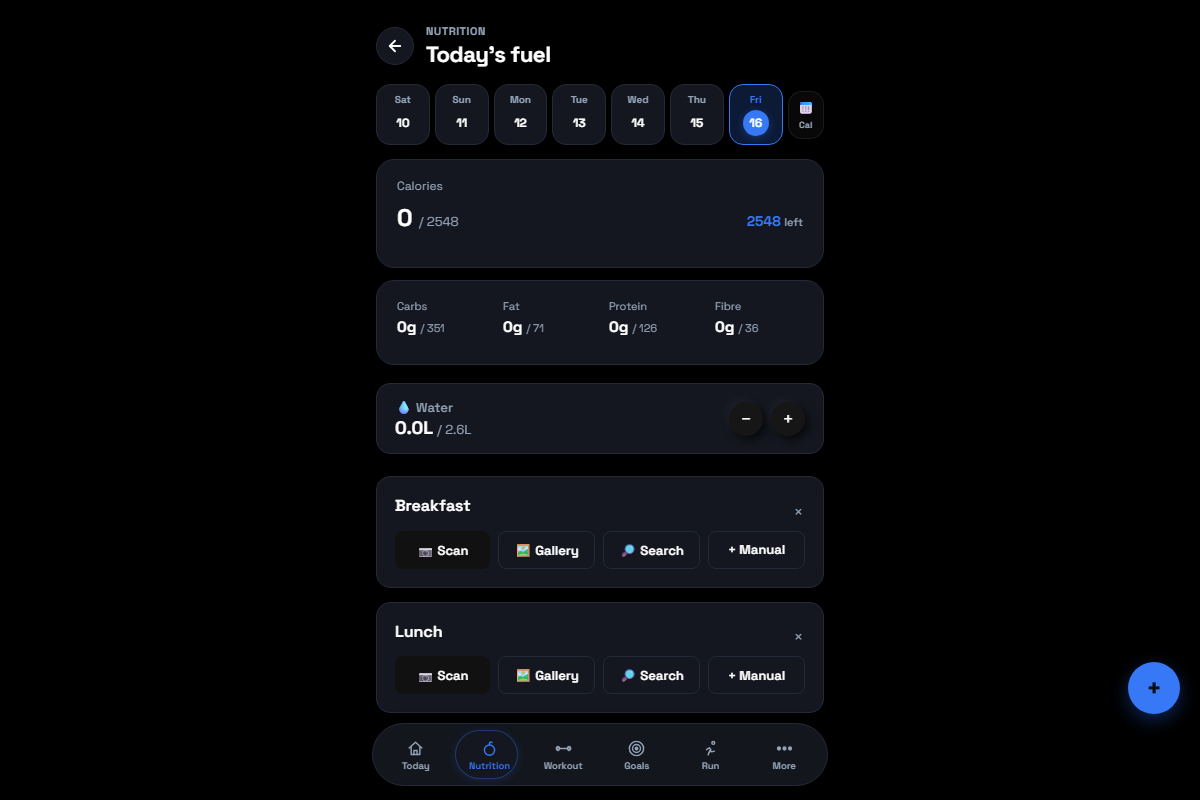 NUTRITION
Today's fuel
Sat Sun Mon Tue Wed Thu Fri
10 11 12 13 14 15 16
Cal
Calories
0 / 2548
2548 left
Carbs Fat Protein Fibre
0g / 351 0g / 71 0g / 126 0g / 36
Water
0.0L / 2.6L
− +
Breakfast
×
Scan Gallery Search + Manual
Lunch
×
Scan Gallery Search + Manual
+
Today Nutrition Workout Goals Run More